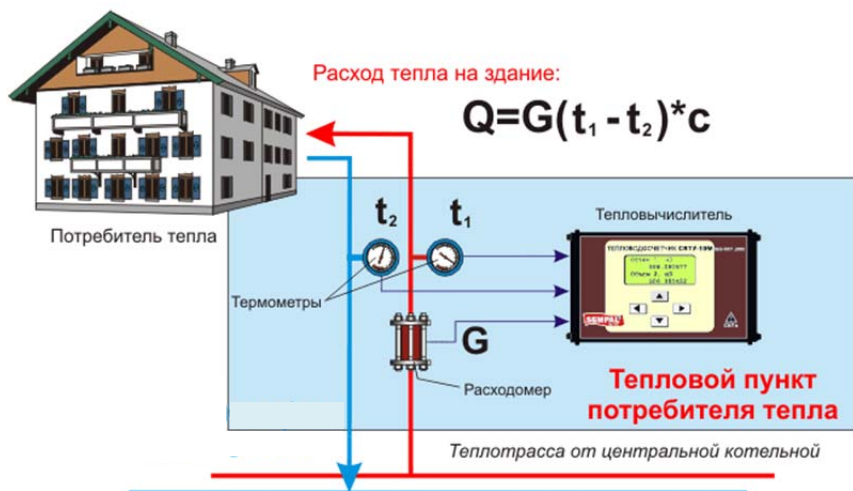 Расход тепла на здание:
Q=G(t₁-t₂)*c
Потребитель тепла
t₂
t₁
Тепловычислитель
Термометры
SEMPAL
G
Расходомер
Тепловой пункт
потребителя тепла
Теплотрасса от центральной котельной